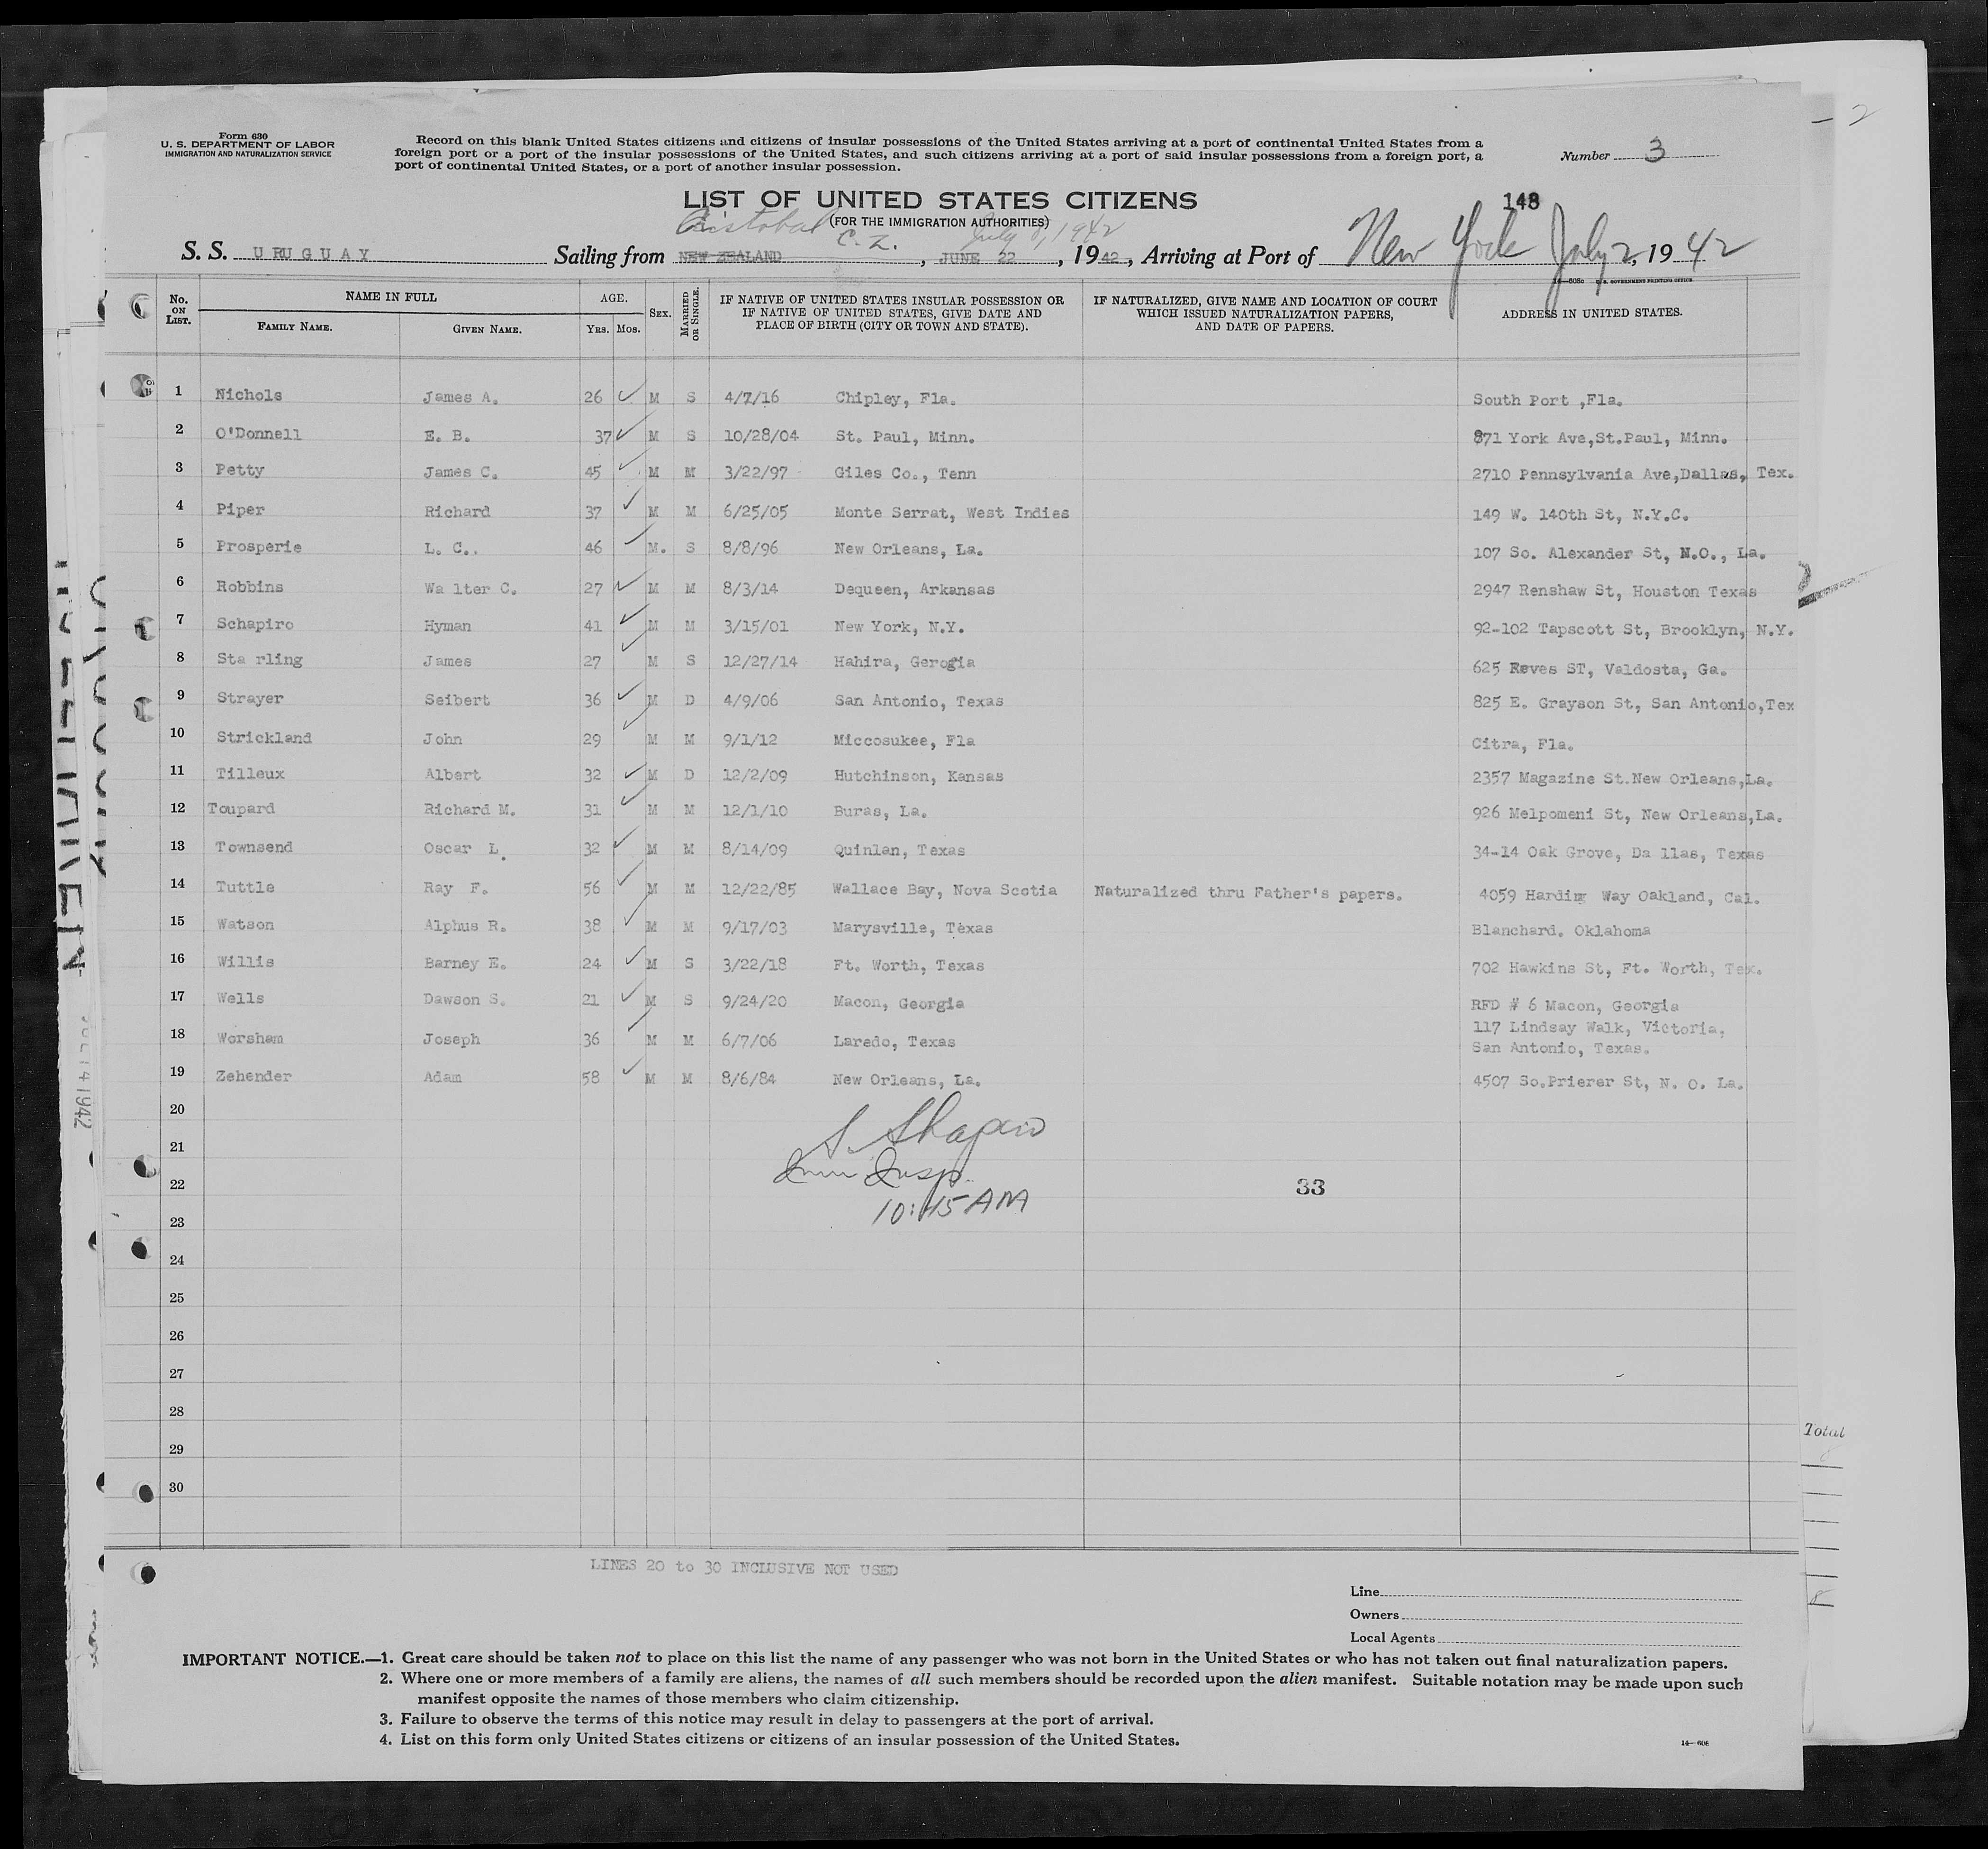 Form 630
U. S. DEPARTMENT OF LABOR
IMMIGRATION AND NATURALIZATION SERVICE
Record on this blank United States citizens and citizens of insular possessions of the United States arriving at a port of continental United States from a
foreign port or a port of the insular possessions of the United States, and such citizens arriving at a port of said insular possessions from a foreign port, a
port of continental United States, or a port of another insular possession.
Number 3
LIST OF UNITED STATES CITIZENS
148
(FOR THE IMMIGRATION AUTHORITIES)
Cristobal C. Z. July 1942
S. S. URUGUAY Sailing from NEW ZEALAND, JUNE 22, 1942, Arriving at Port of New York July 2, 1942
No. ON LIST.
NAME IN FULL
FAMILY NAME. GIVEN NAME.
AGE.
YRS. MOS.
SEX.
MARRIED OR SINGLE.
IF NATIVE OF UNITED STATES INSULAR POSSESSION OR
IF NATIVE OF UNITED STATES, GIVE DATE AND
PLACE OF BIRTH (CITY OR TOWN AND STATE).
IF NATURALIZED, GIVE NAME AND LOCATION OF COURT
WHICH ISSUED NATURALIZATION PAPERS,
AND DATE OF PAPERS.
U. S. GOVERNMENT PRINTING OFFICE
ADDRESS IN UNITED STATES.
1 Nichols James A. 26 M S 4/7/16 Chipley, Fla. South Port ,Fla.
2 O'Donnell E. B. 37 M S 10/28/04 St. Paul, Minn. 871 York Ave,St.Paul, Minn.
3 Petty James C. 45 M M 3/22/97 Giles Co., Tenn 2710 Pennsylvania Ave,Dallas, Tex.
4 Piper Richard 37 M M 6/25/05 Monte Serrat, West Indies 149 W. 140th St, N.Y.C.
5 Prosperie L. C.. 46 M. S 8/8/96 New Orleans, La. 107 So. Alexander St, N.O., La.
6 Robbins Wa lter C. 27 M M 8/3/14 Dequeen, Arkansas 2947 Renshaw St, Houston Texas
7 Schapiro Hyman 41 M M 3/15/01 New York, N.Y. 92-102 Tapscott St, Brooklyn, N.Y.
8 Sta rling James 27 M S 12/27/14 Hahira, Gerogia 625 Reves ST, Valdosta, Ga.
9 Strayer Seibert 36 M D 4/9/06 San Antonio, Texas 825 E. Grayson St, San Antonio,Tex
10 Strickland John 29 M M 9/1/12 Miccosukee, Fla Citra, Fla.
11 Tilleux Albert 32 M D 12/2/09 Hutchinson, Kansas 2357 Magazine St.New Orleans,La.
12 Toupard Richard M. 31 M M 12/1/10 Buras, La. 926 Melpomeni St, New Orleans,La.
13 Townsend Oscar L. 32 M M 8/14/09 Quinlan, Texas 34-14 Oak Grove, Da llas, Texas
14 Tuttle Ray F. 56 M M 12/22/85 Wallace Bay, Nova Scotia Naturalized thru Father's papers. 4059 Harding Way Oakland, Cal.
15 Watson Alphus R. 38 M M 9/17/03 Marysville, Texas Blanchard. Oklahoma
16 Willis Barney E. 24 M S 3/22/18 Ft. Worth, Texas 702 Hawkins St, Ft. Worth, Tex.
17 Wells Dawson S. 21 M S 9/24/20 Macon, Georgia RFD # 6 Macon, Georgia
18 Worsham Joseph 36 M M 6/7/06 Laredo, Texas 117 Lindsay Walk, Victoria,
San Antonio, Texas.
19 Zehender Adam 58 M M 8/6/84 New Orleans, La. 4507 So.Prierer St, N. O. La.
20
S. Shapiro
21
Imm Insp.
22
33
10:45 AM
23
24
25
26
27
28
29
30
Total
LINES 20 to 30 INCLUSIVE NOT USED
Line
Owners
Local Agents
IMPORTANT NOTICE.—1. Great care should be taken not to place on this list the name of any passenger who was not born in the United States or who has not taken out final naturalization papers.
2. Where one or more members of a family are aliens, the names of all such members should be recorded upon the alien manifest. Suitable notation may be made upon such
manifest opposite the names of those members who claim citizenship.
3. Failure to observe the terms of this notice may result in delay to passengers at the port of arrival.
4. List on this form only United States citizens or citizens of an insular possession of the United States.